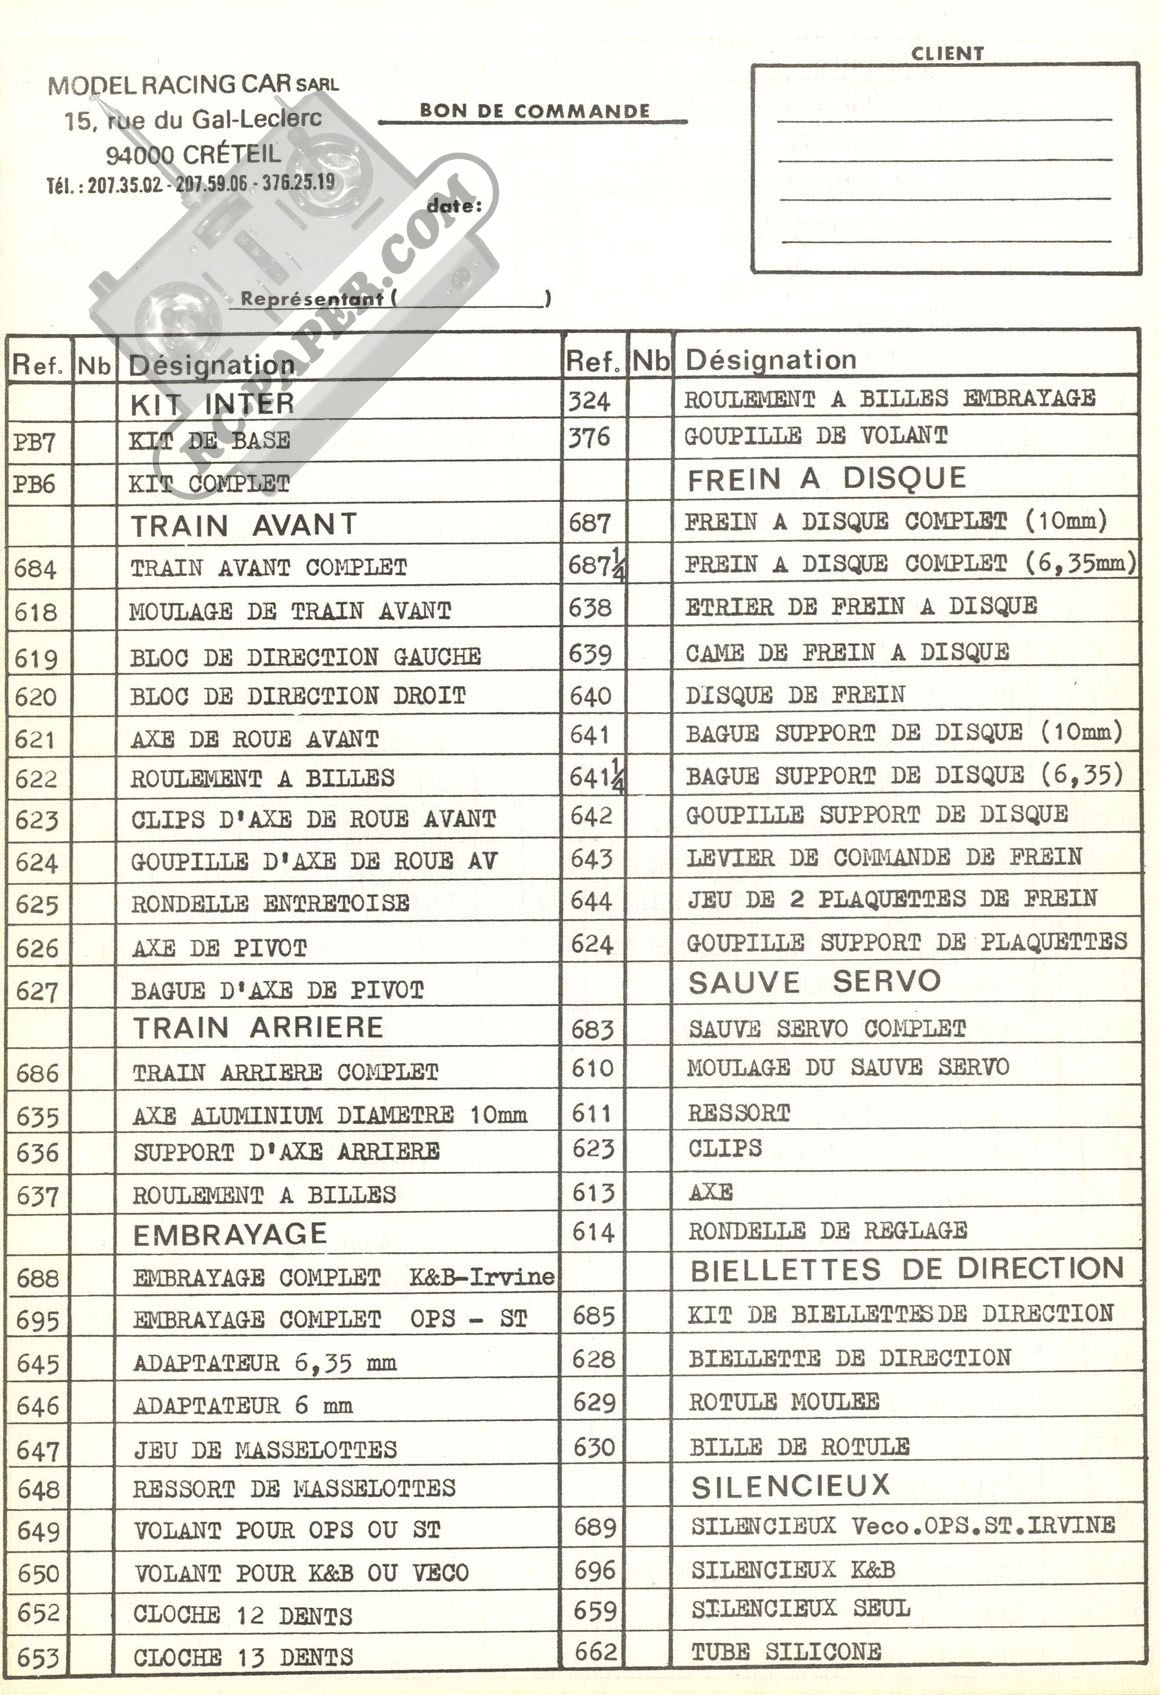 CLIENT
MODEL RACING CAR SARL
15, rue du Gal-Leclerc
94000 CRÉTEIL
Tél. : 207.35.02 - 207.59.06 - 376.25.19
BON DE COMMANDE
date:
Représentant ( )
RC-PAPER.COM
Ref. Nb Désignation
KIT INTER
PB7 KIT DE BASE
PB6 KIT COMPLET
TRAIN AVANT
684 TRAIN AVANT COMPLET
618 MOULAGE DE TRAIN AVANT
619 BLOC DE DIRECTION GAUCHE
620 BLOC DE DIRECTION DROIT
621 AXE DE ROUE AVANT
622 ROULEMENT A BILLES
623 CLIPS D'AXE DE ROUE AVANT
624 GOUPILLE D'AXE DE ROUE AV
625 RONDELLE ENTRETOISE
626 AXE DE PIVOT
627 BAGUE D'AXE DE PIVOT
TRAIN ARRIERE
686 TRAIN ARRIERE COMPLET
635 AXE ALUMINIUM DIAMETRE 10mm
636 SUPPORT D'AXE ARRIERE
637 ROULEMENT A BILLES
EMBRAYAGE
688 EMBRAYAGE COMPLET K&B-Irvine
695 EMBRAYAGE COMPLET OPS - ST
645 ADAPTATEUR 6,35 mm
646 ADAPTATEUR 6 mm
647 JEU DE MASSELOTTES
648 RESSORT DE MASSELOTTES
649 VOLANT POUR OPS OU ST
650 VOLANT POUR K&B OU VECO
652 CLOCHE 12 DENTS
653 CLOCHE 13 DENTS
Ref. Nb Désignation
324 ROULEMENT A BILLES EMBRAYAGE
376 GOUPILLE DE VOLANT
FREIN A DISQUE
687 FREIN A DISQUE COMPLET (10mm)
687¼ FREIN A DISQUE COMPLET (6,35mm)
638 ETRIER DE FREIN A DISQUE
639 CAME DE FREIN A DISQUE
640 DISQUE DE FREIN
641 BAGUE SUPPORT DE DISQUE (10mm)
641¼ BAGUE SUPPORT DE DISQUE (6,35)
642 GOUPILLE SUPPORT DE DISQUE
643 LEVIER DE COMMANDE DE FREIN
644 JEU DE 2 PLAQUETTES DE FREIN
624 GOUPILLE SUPPORT DE PLAQUETTES
SAUVE SERVO
683 SAUVE SERVO COMPLET
610 MOULAGE DU SAUVE SERVO
611 RESSORT
623 CLIPS
613 AXE
614 RONDELLE DE REGLAGE
BIELLETTES DE DIRECTION
685 KIT DE BIELLETTES DE DIRECTION
628 BIELLETTE DE DIRECTION
629 ROTULE MOULEE
630 BILLE DE ROTULE
SILENCIEUX
689 SILENCIEUX Veco.OPS.ST.IRVINE
696 SILENCIEUX K&B
659 SILENCIEUX SEUL
662 TUBE SILICONE